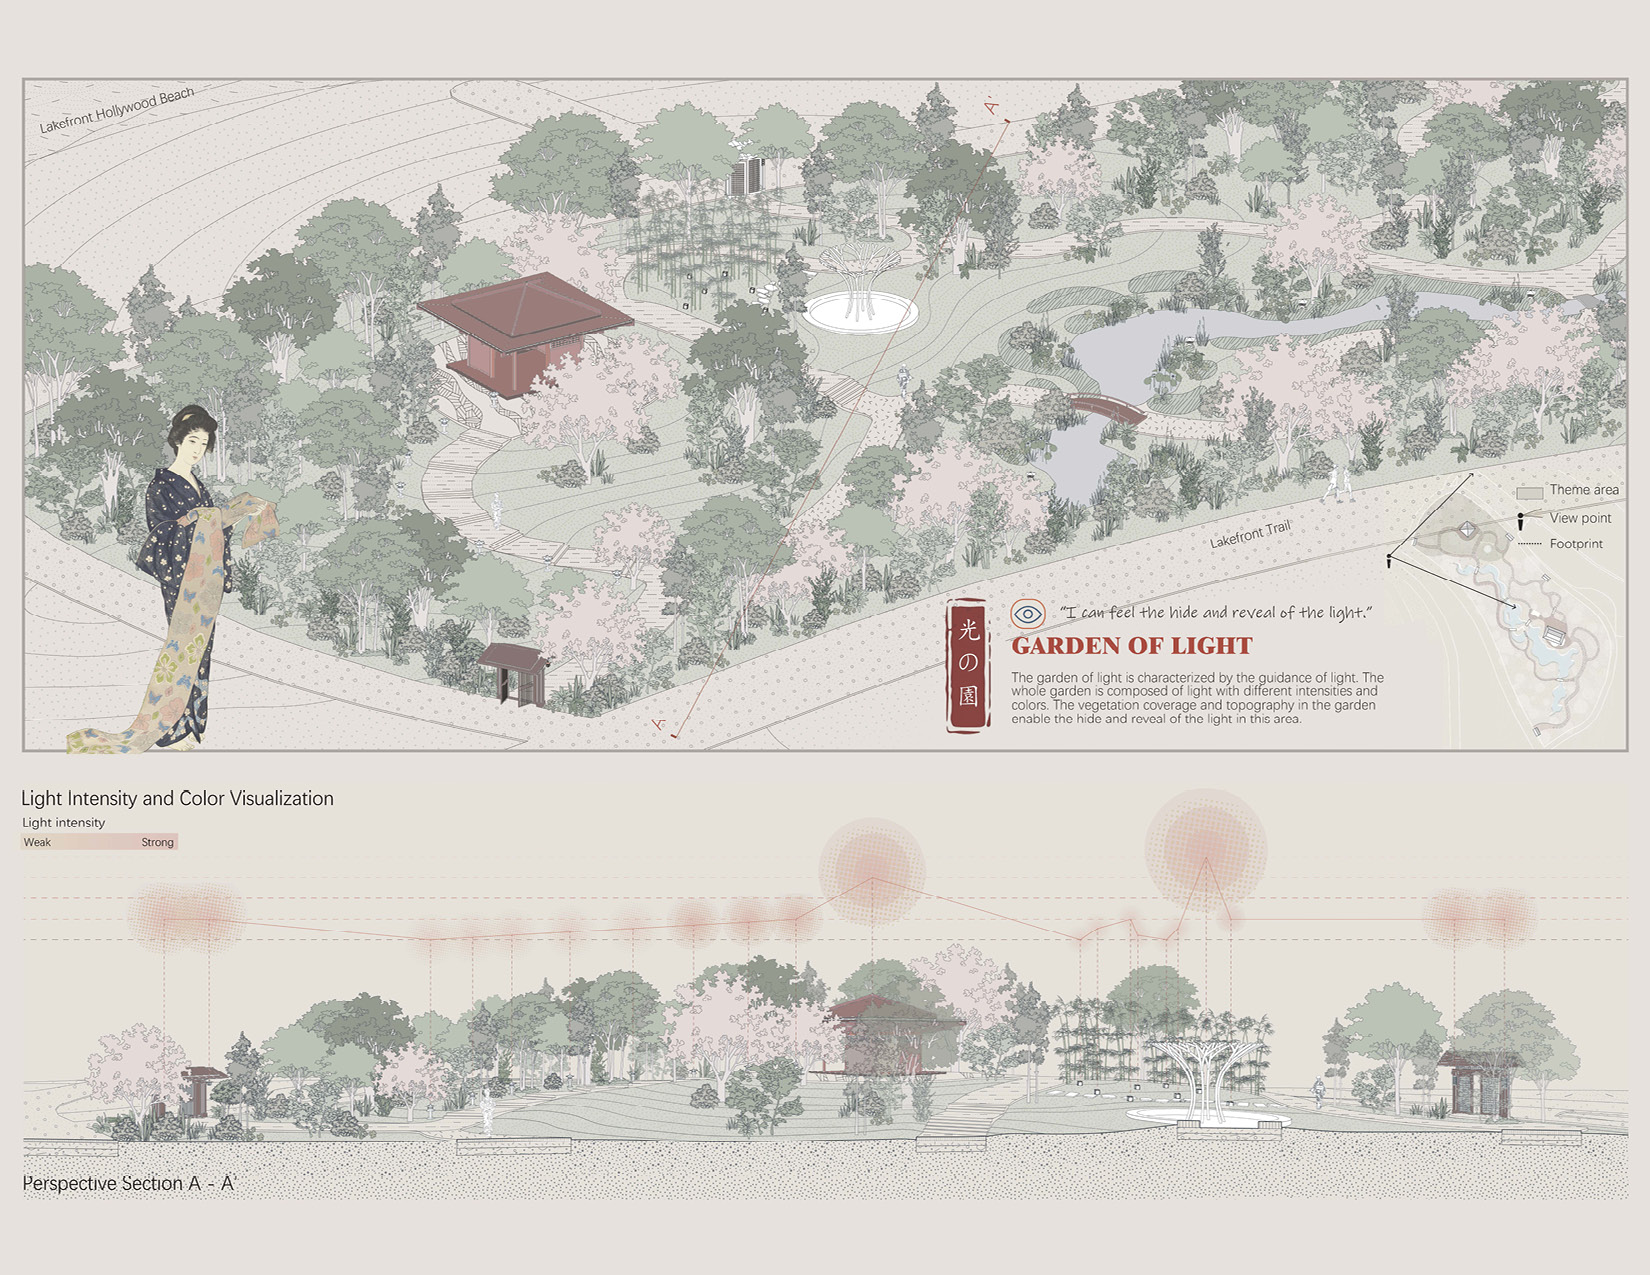 Lakefront Hollywood Beach
A'
Theme area
View point
Footprint
Lakefront Trail
光の園
"I can feel the hide and reveal of the light."
GARDEN OF LIGHT
The garden of light is characterized by the guidance of light. The
whole garden is composed of light with different intensities and
colors. The vegetation coverage and topography in the garden
enable the hide and reveal of the light in this area.
Light Intensity and Color Visualization
Light intensity
Weak Strong
Perspective Section A - A'